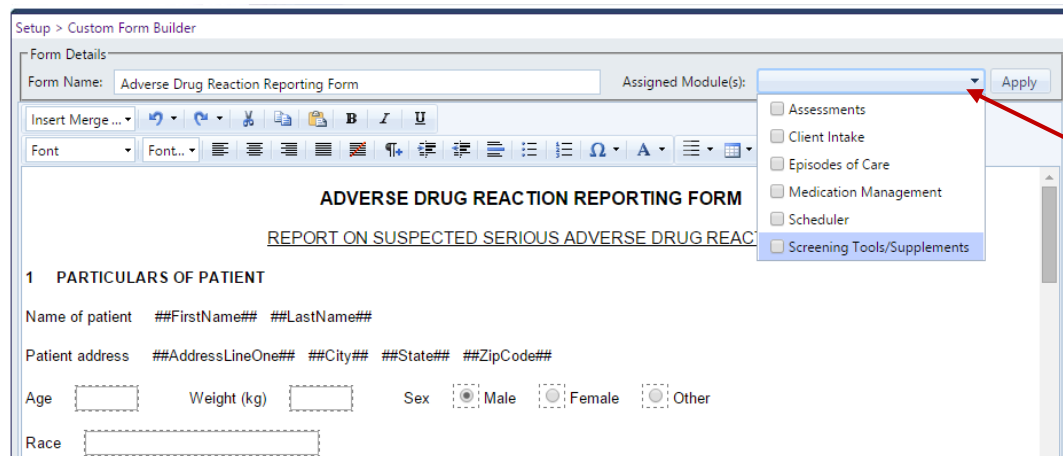 Setup > Custom Form Builder
Form Details
Form Name: Adverse Drug Reaction Reporting Form Assigned Module(s): Apply
Insert Merge ... B I U
Font Font... Ω A
Assessments
Client Intake
Episodes of Care
Medication Management
Scheduler
Screening Tools/Supplements
ADVERSE DRUG REACTION REPORTING FORM
REPORT ON SUSPECTED SERIOUS ADVERSE DRUG REAC
1 PARTICULARS OF PATIENT
Name of patient ##FirstName## ##LastName##
Patient address ##AddressLineOne## ##City## ##State## ##ZipCode##
Age Weight (kg) Sex Male Female Other
Race